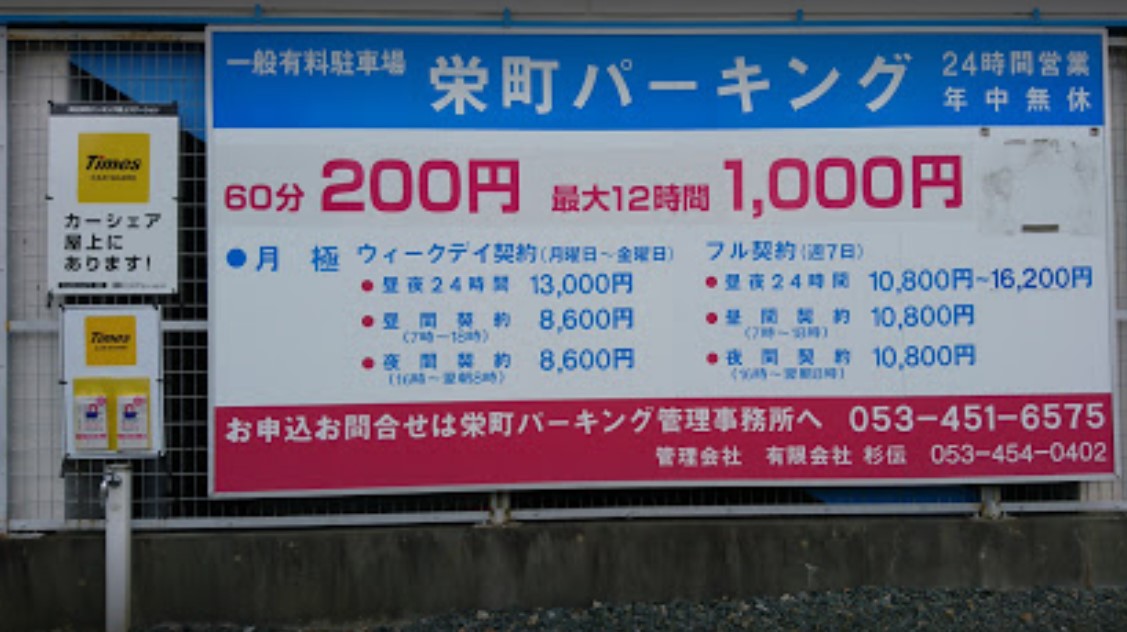 一般有料駐車場
栄町パーキング
24時間営業
年中無休
60分 200円 最大12時間 1,000円
●月 極
ウィークデイ契約(月曜日〜金曜日)
●昼夜24時間 13,000円
●昼間契約 8,600円
(7時〜18時)
●夜間契約 8,600円
(16時〜翌朝8時)
フル契約(週7日)
●昼夜24時間 10,800円~16,200円
●昼間契約 10,800円
(7時〜18時)
●夜間契約 10,800円
(16時〜翌朝8時)
お申込お問合せは栄町パーキング管理事務所へ 053-451-6575
管理会社 有限会社 杉伝 053-454-0402
Times
カーシェア
屋上に
あります!
Times